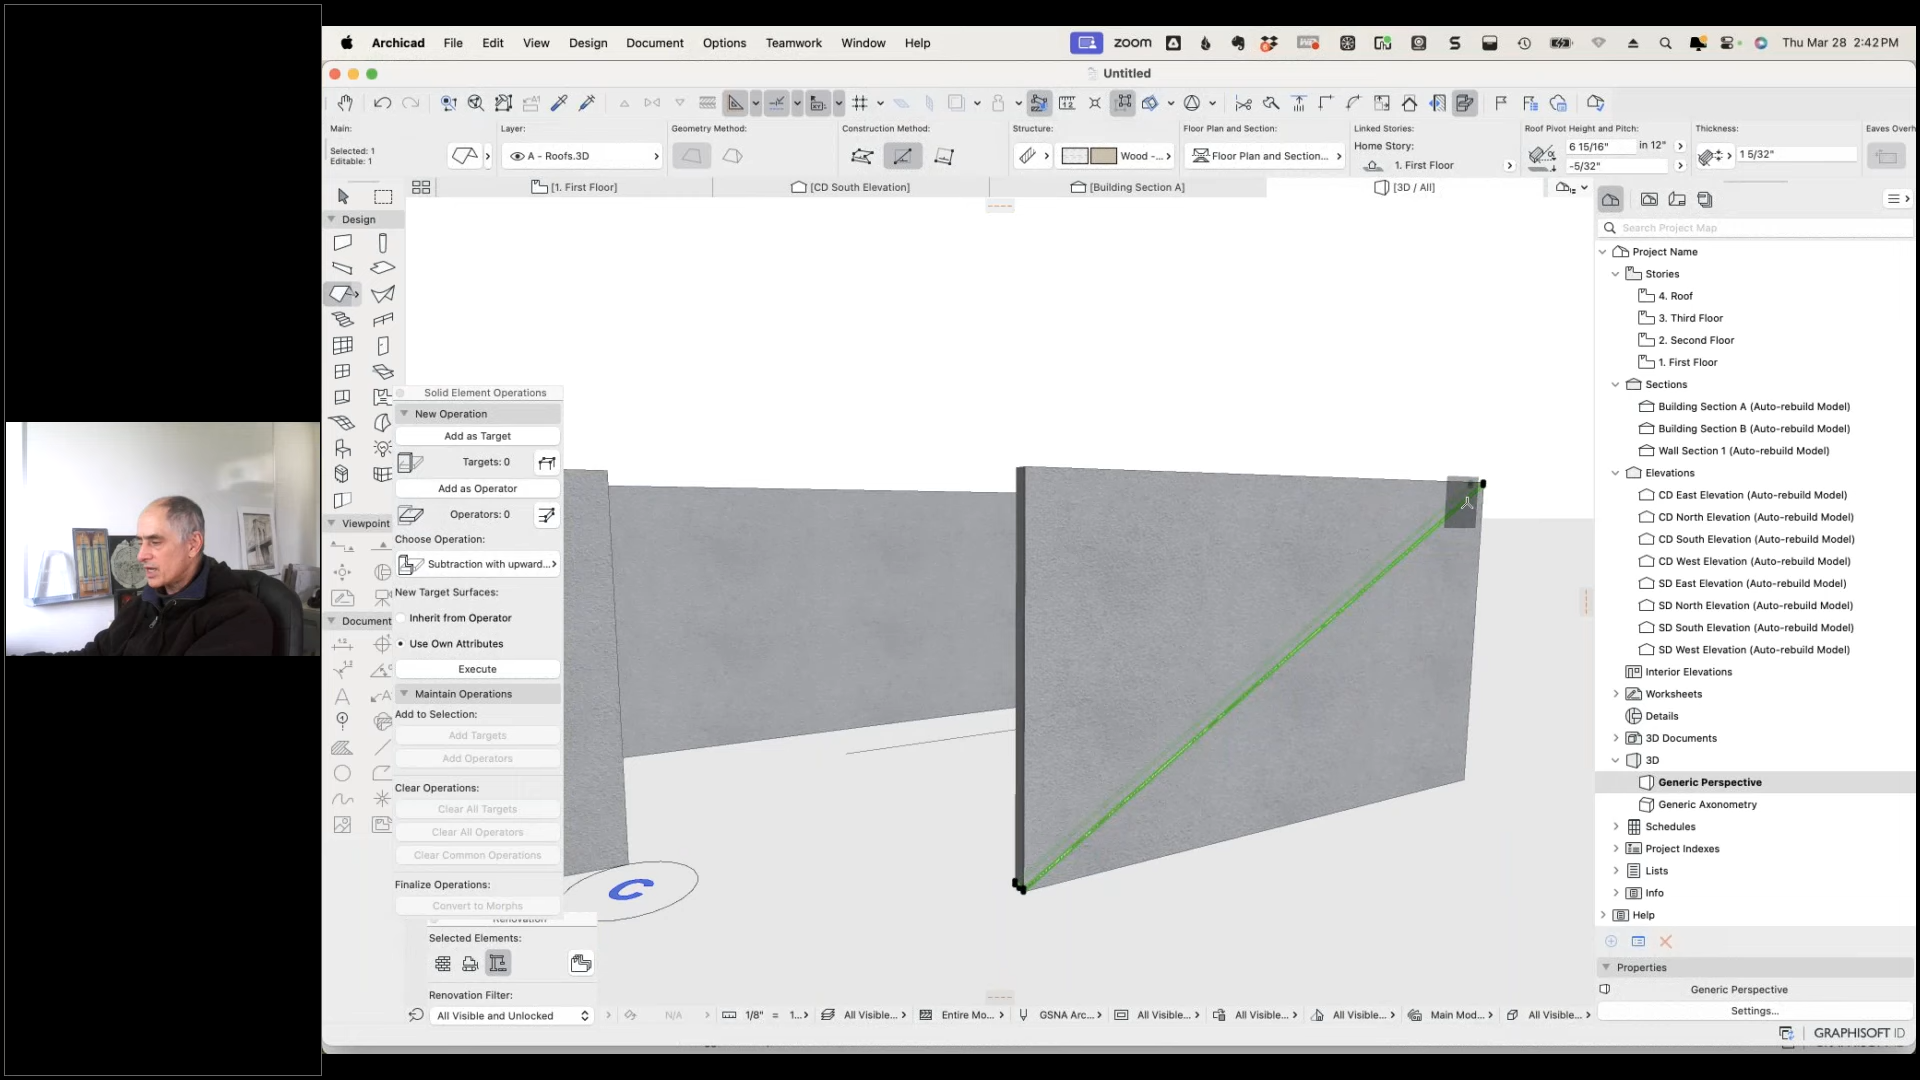 Archicad File Edit View Design Document Options Teamwork Window Help
zoom
Thu Mar 28 2:42 PM
Untitled
Main:
Selected: 1
Editable: 1
Layer:
A - Roofs.3D
Geometry Method:
Construction Method:
Structure:
Wood -...
Floor Plan and Section:
Floor Plan and Section...
Linked Stories:
Home Story:
1. First Floor
Roof Pivot Height and Pitch:
6 15/16" in 12"
-5/32"
Thickness:
1 5/32"
Eaves Overh
[1. First Floor]
[CD South Elevation]
[Building Section A]
[3D / All]
Design
Viewpoint
Document
Solid Element Operations
New Operation
Add as Target
Targets: 0
Add as Operator
Operators: 0
Choose Operation:
Subtraction with upward...
New Target Surfaces:
Inherit from Operator
Use Own Attributes
Execute
Maintain Operations
Add to Selection:
Add Targets
Add Operators
Clear Operations:
Clear All Targets
Clear All Operators
Clear Common Operations
Finalize Operations:
Convert to Morphs
Renovation
Selected Elements:
Renovation Filter:
All Visible and Unlocked
C
N/A
1/8" = 1...
All Visible...
Entire Mo...
GSNA Arc...
All Visible...
All Visible...
All Visible...
Main Mod...
All Visible...
Search Project Map
Project Name
Stories
4. Roof
3. Third Floor
2. Second Floor
1. First Floor
Sections
Building Section A (Auto-rebuild Model)
Building Section B (Auto-rebuild Model)
Wall Section 1 (Auto-rebuild Model)
Elevations
CD East Elevation (Auto-rebuild Model)
CD North Elevation (Auto-rebuild Model)
CD South Elevation (Auto-rebuild Model)
CD West Elevation (Auto-rebuild Model)
SD East Elevation (Auto-rebuild Model)
SD North Elevation (Auto-rebuild Model)
SD South Elevation (Auto-rebuild Model)
SD West Elevation (Auto-rebuild Model)
Interior Elevations
Worksheets
Details
3D Documents
3D
Generic Perspective
Generic Axonometry
Schedules
Project Indexes
Lists
Info
Help
Properties
Generic Perspective
Settings...
GRAPHISOFT ID